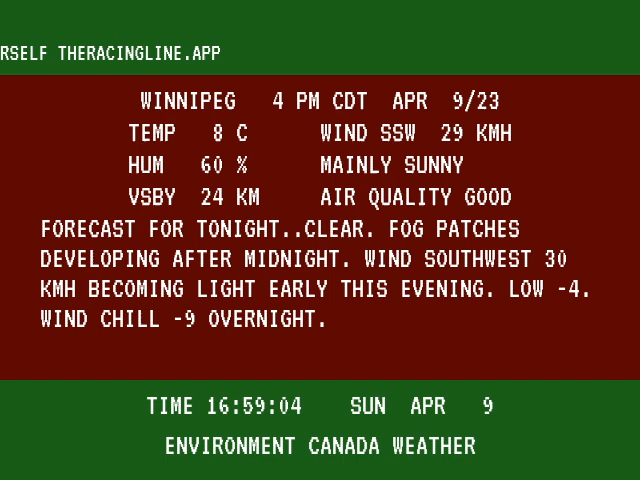 RSELF THERACINGLINE.APP
WINNIPEG   4 PM CDT  APR  9/23
TEMP   8 C      WIND SSW  29 KMH
HUM   60 %      MAINLY SUNNY
VSBY  24 KM     AIR QUALITY GOOD
FORECAST FOR TONIGHT..CLEAR. FOG PATCHES
DEVELOPING AFTER MIDNIGHT. WIND SOUTHWEST 30
KMH BECOMING LIGHT EARLY THIS EVENING. LOW -4.
WIND CHILL -9 OVERNIGHT.
TIME 16:59:04    SUN  APR   9
ENVIRONMENT CANADA WEATHER